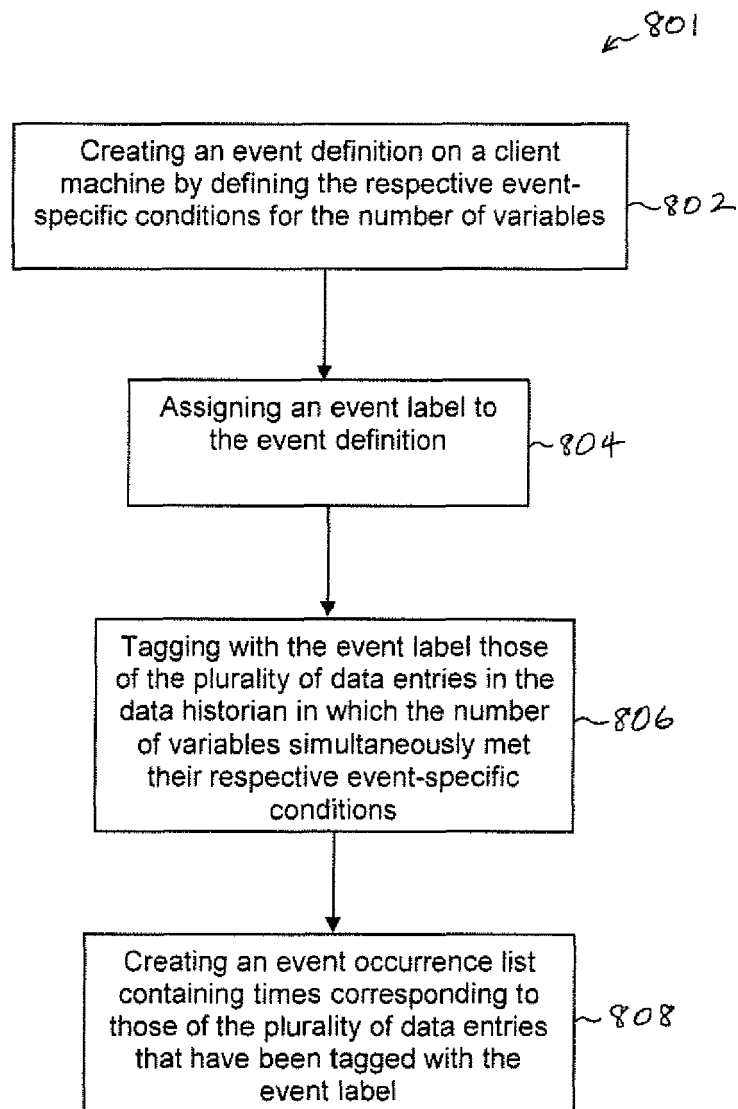 801
Creating an event definition on a client
machine by defining the respective event-
specific conditions for the number of variables
802
Assigning an event label to
the event definition
804
Tagging with the event label those
of the plurality of data entries in the
data historian in which the number
of variables simultaneously met
their respective event-specific
conditions
806
Creating an event occurrence list
containing times corresponding to
those of the plurality of data entries
that have been tagged with the
event label
808